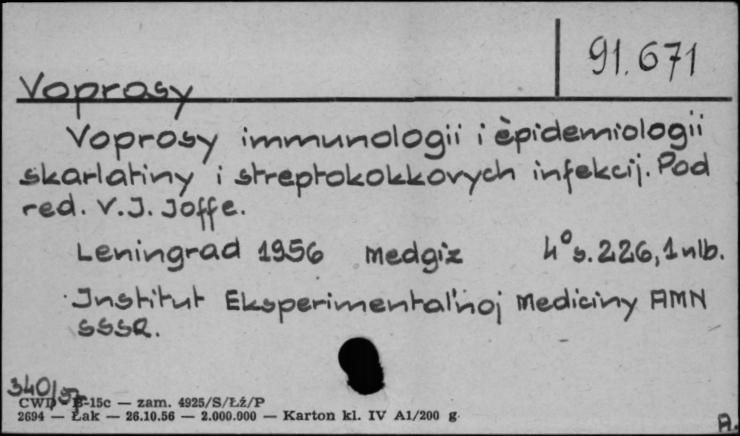 91.671
Voprosy
Voprosy immunologii i èpidemiologii
skarlatiny i streptokokkovych infekcij. Pod
red. V.J. Joffe.
Leningrad 1956 Medgiz 4° s. 226, 1 nlb.
Institut Eksperimental'noj Mediciny AMN
SSSR.
340/57
CWD B-15c — zam. 4925/S/Łź/P
2694 — Łak — 26.10.56 — 2.000.000 — Karton kl. IV A1/200 g
A.